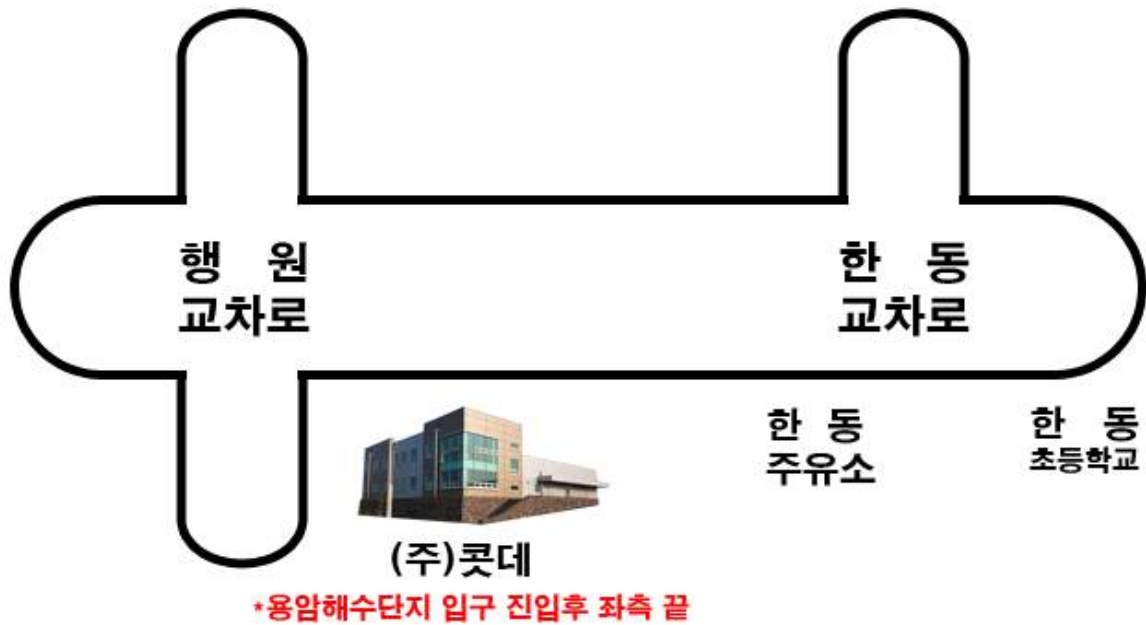 행 원
교차로
한 동
교차로
한 동
주유소
한 동
초등학교
(주)콧데
*용암해수단지 입구 진입후 좌측 끝